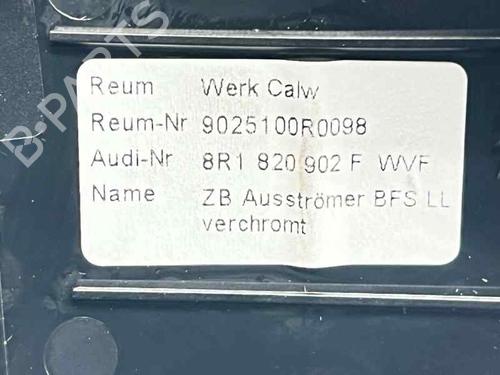 B-PARTS
Reum Werk Calw
Reum-Nr 9025100R0098
Audi-Nr 8R1 820 902 F WVF
Name ZB Ausströmer BFS LL
verchromt